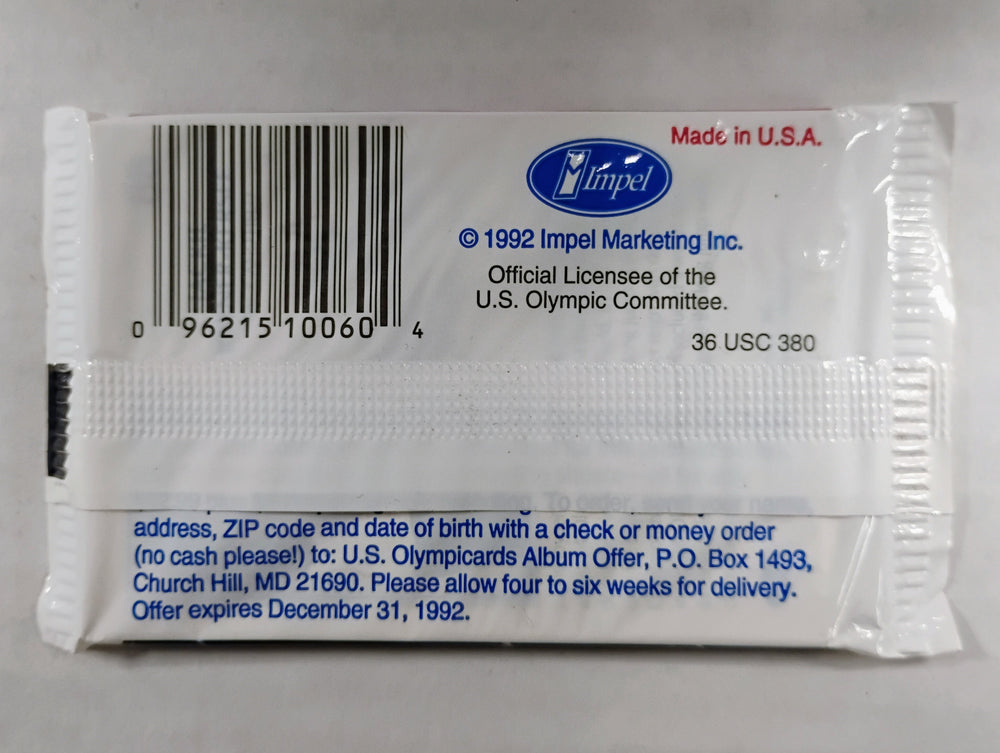 Made in U.S.A.
Impel
© 1992 Impel Marketing Inc.
Official Licensee of the
U.S. Olympic Committee.
36 USC 380
0 96215 10060 4
To order,
address, ZIP code and date of birth with a check or money order
(no cash please!) to: U.S. Olympicards Album Offer, P.O. Box 1493,
Church Hill, MD 21690. Please allow four to six weeks for delivery.
Offer expires December 31, 1992.